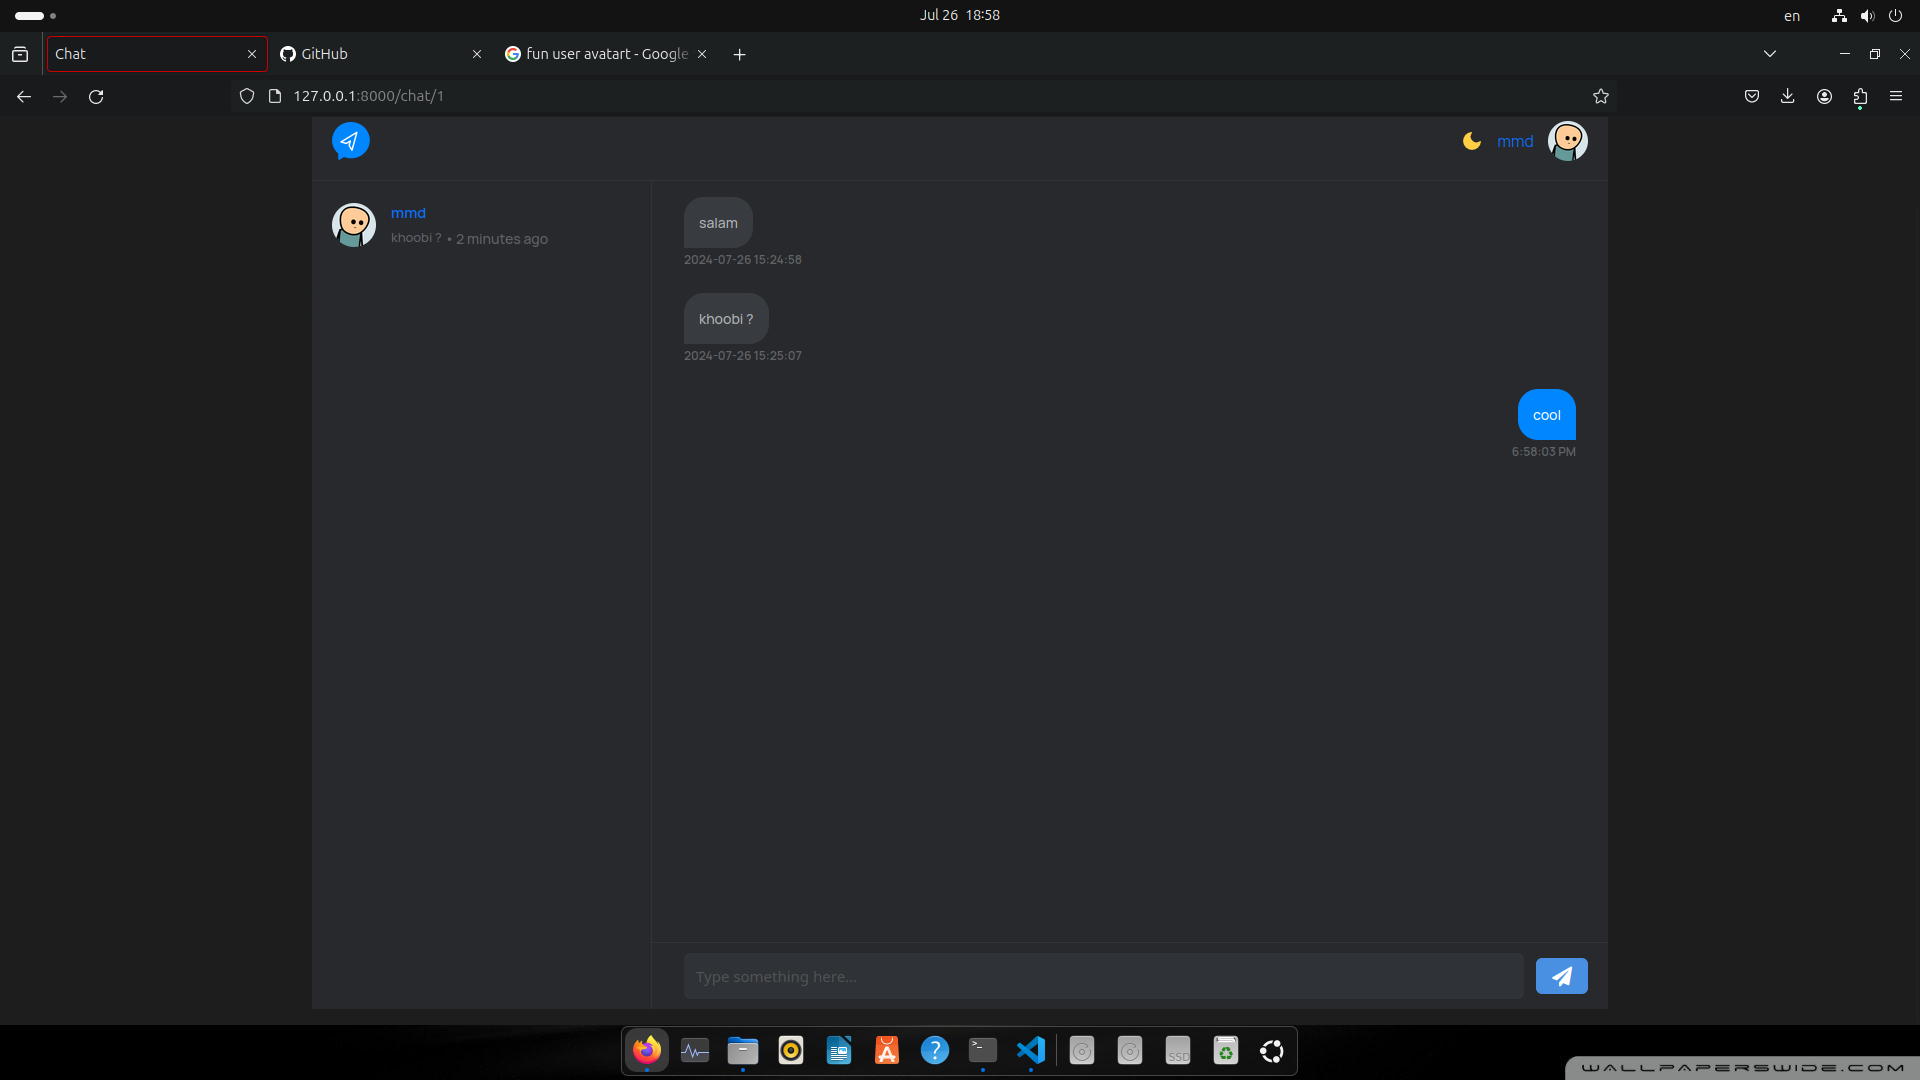 Jul 26 18:58
en
Chat
GitHub
fun user avatart - Google
127.0.0.1:8000/chat/1
mmd
mmd
khoobi ? • 2 minutes ago
salam
2024-07-26 15:24:58
khoobi ?
2024-07-26 15:25:07
cool
6:58:03 PM
Type something here...
SSD
WALLPAPERSWIDE.COM